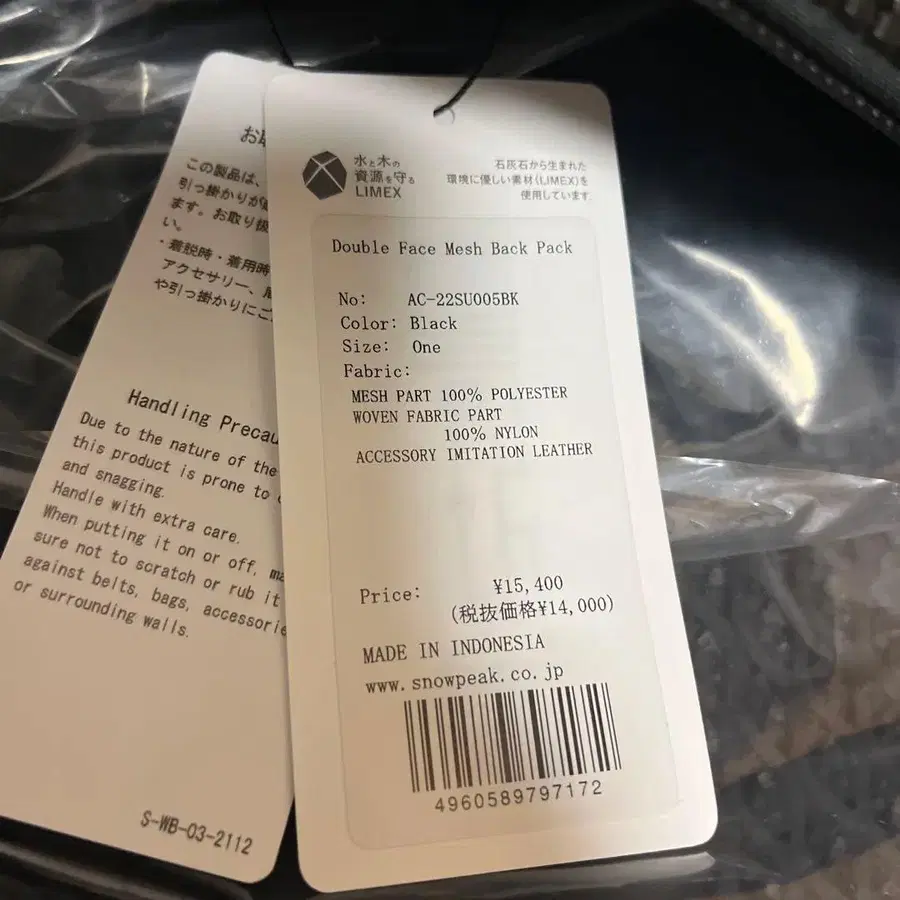 お取
この製品は、
引っ掛かりが
ます。お取り扱
い。
・着脱時・着用時
アクセサリー、
や引っ掛かりにご
Handling Precau
Due to the nature of the
this product is prone to
and snagging.
Handle with extra care.
When putting it on or off, ma
sure not to scratch or rub it
against belts, bags, accessorie
or surrounding walls.
S-WB-03-2112
水と木の
資源を守る
LIMEX
石灰石から生まれた
環境に優しい素材(LIMEX)を
使用しています。
Double Face Mesh Back Pack
No: AC-22SU005BK
Color: Black
Size: One
Fabric:
MESH PART 100% POLYESTER
WOVEN FABRIC PART
100% NYLON
ACCESSORY IMITATION LEATHER
Price: ¥15,400
(税抜価格¥14,000)
MADE IN INDONESIA
www.snowpeak.co.jp
4960589797172